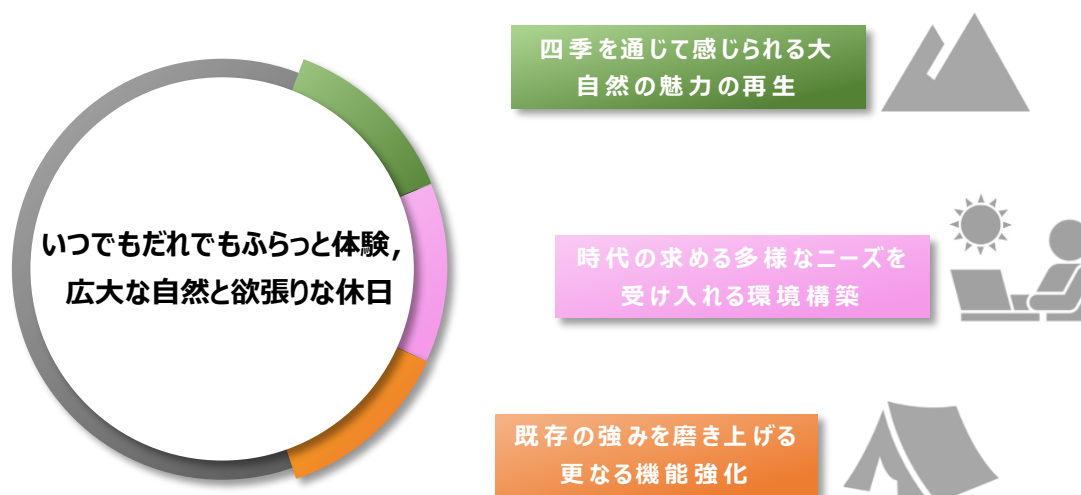 いつでもだれでもふらっと体験，
広大な自然と欲張りな休日
四季を通じて感じられる大
自然の魅力の再生
時代の求める多様なニーズを
受け入れる環境構築
既存の強みを磨き上げる
更なる機能強化